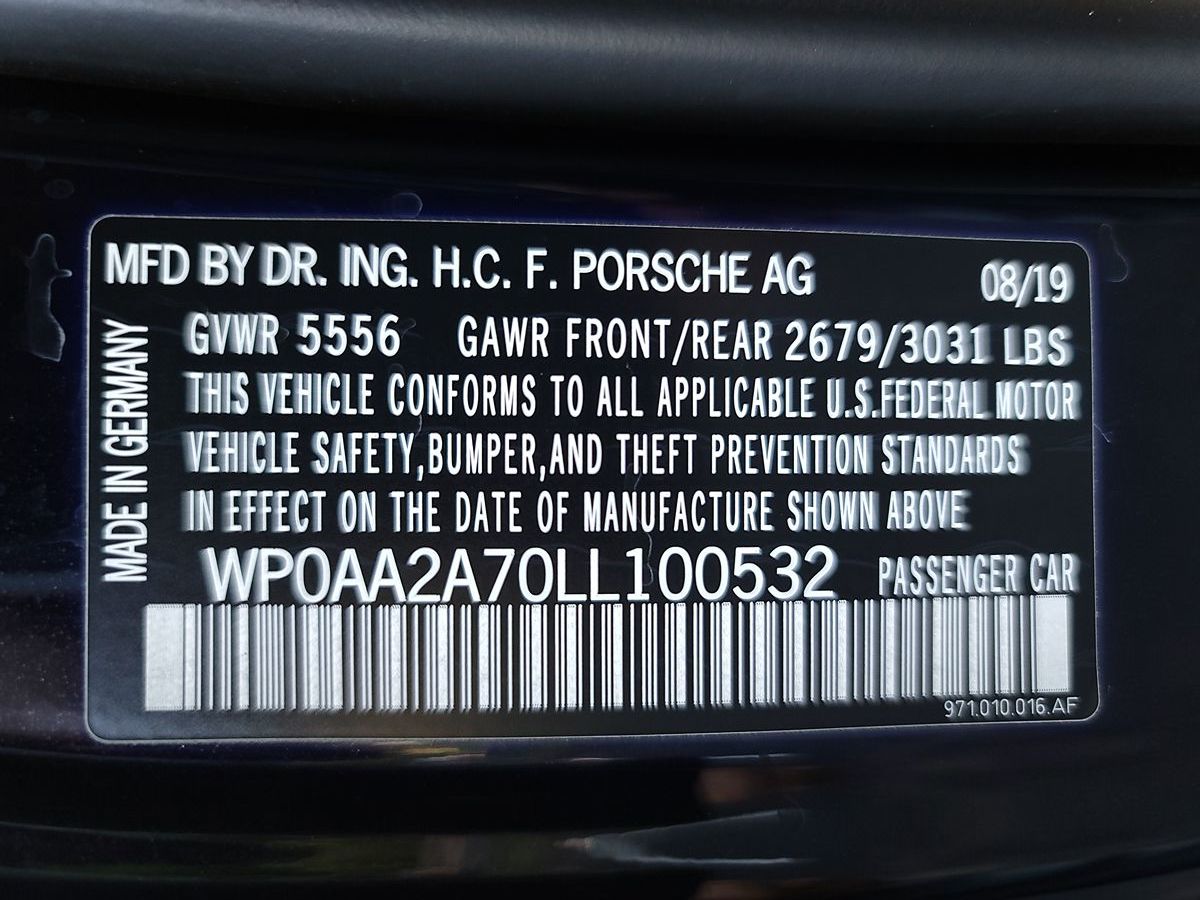 MFD BY DR. ING. H.C. F. PORSCHE AG 08/19
MADE IN GERMANY
GVWR 5556 GAWR FRONT/REAR 2679/3031 LBS
THIS VEHICLE CONFORMS TO ALL APPLICABLE U.S.FEDERAL MOTOR
VEHICLE SAFETY,BUMPER,AND THEFT PREVENTION STANDARDS
IN EFFECT ON THE DATE OF MANUFACTURE SHOWN ABOVE
WP0AA2A70LL100532 PASSENGER CAR
971.010.016.AF